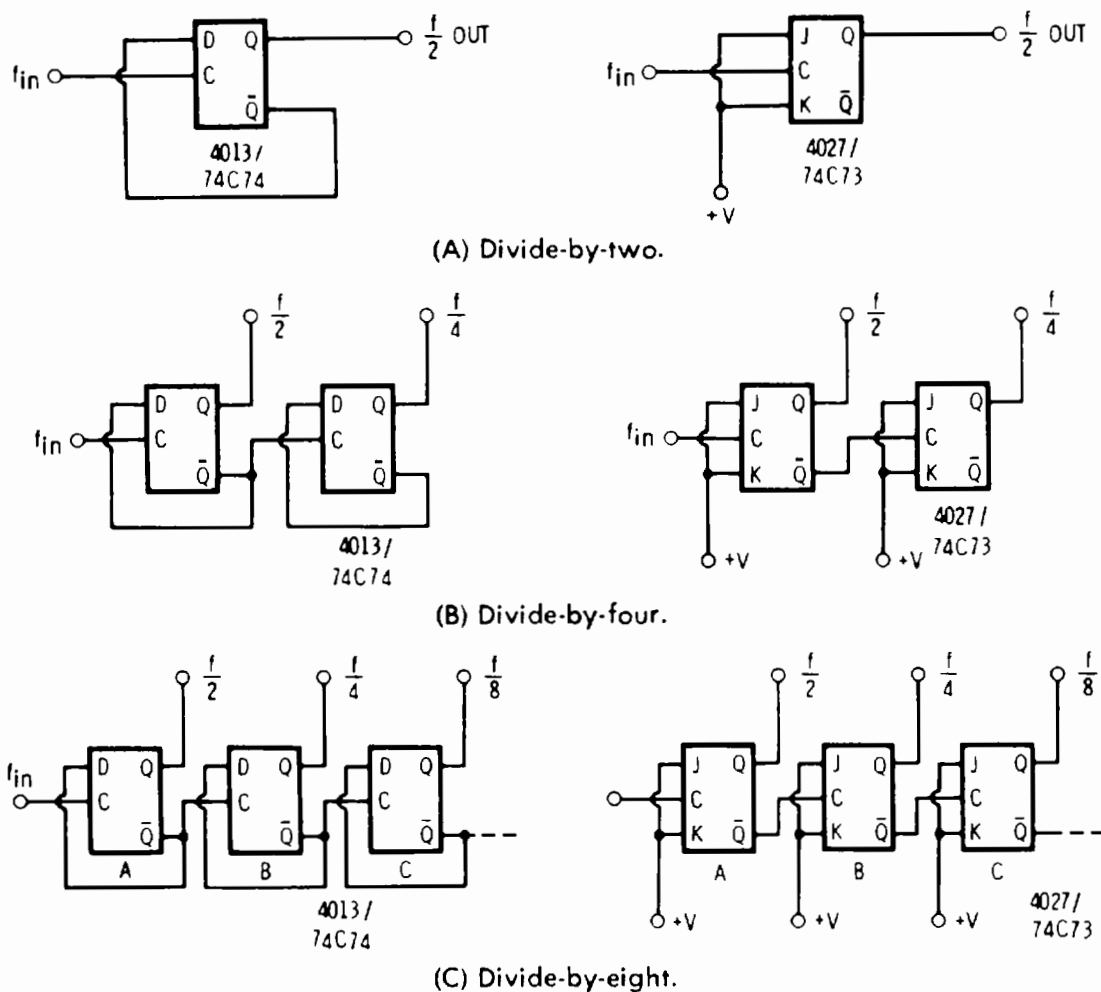 D Q f/2 OUT
f_in C
Q̄
4013/
74C74
J Q f/2 OUT
f_in C
K Q̄
4027/
74C73
+V
(A) Divide-by-two.
f/2 f/4
D Q D Q
f_in C C
Q̄ Q̄
4013/
74C74
f/2 f/4
J Q J Q
f_in C C
K Q̄ K Q̄
4027/
74C73
+V +V
(B) Divide-by-four.
f/2 f/4 f/8
D Q D Q D Q
f_in C C C
Q̄ Q̄ Q̄
A B C
4013/
74C74
f/2 f/4 f/8
J Q J Q J Q
C C C
K Q̄ K Q̄ K Q̄
A B C
4027/
74C73
+V +V +V
(C) Divide-by-eight.